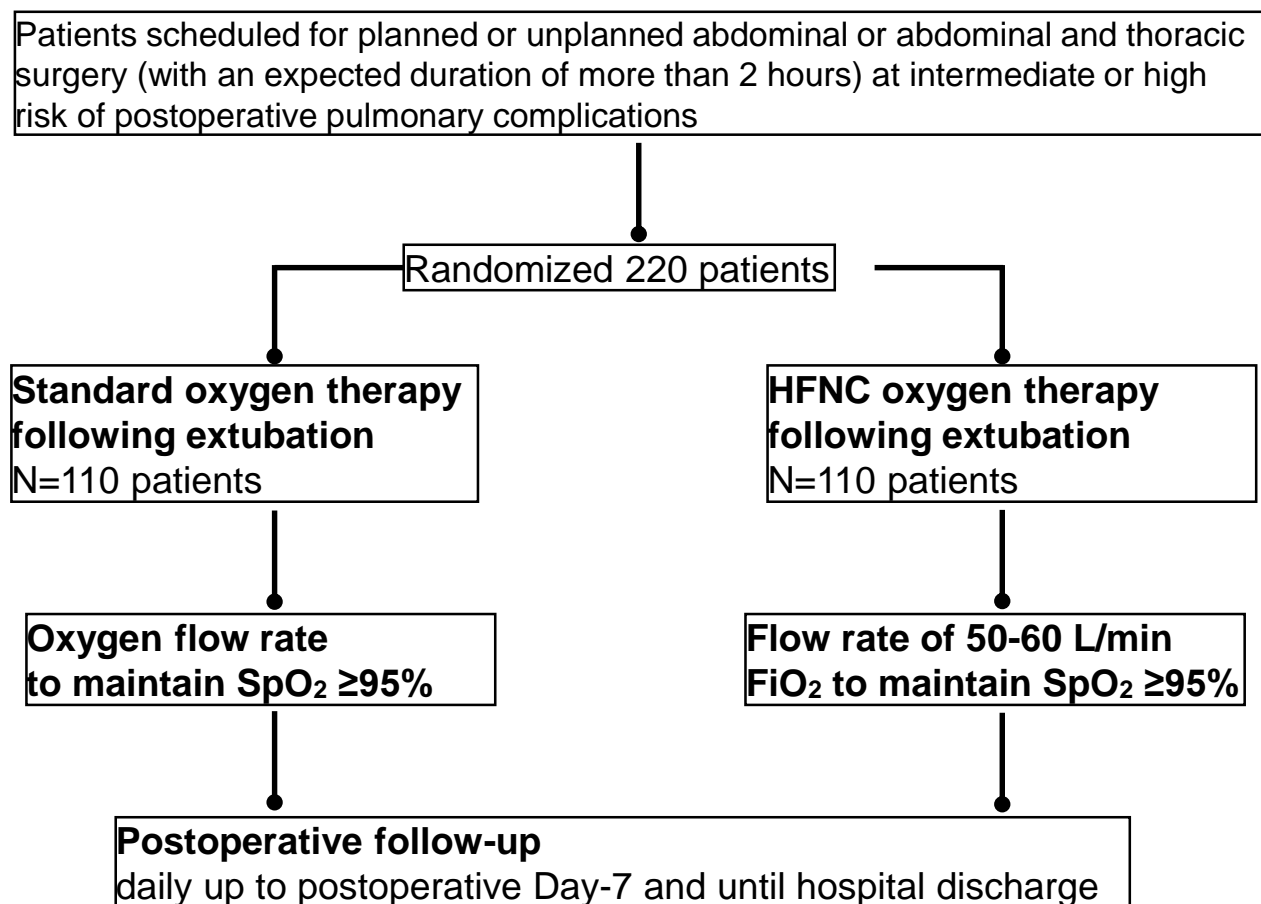 Patients scheduled for planned or unplanned abdominal or abdominal and thoracic
surgery (with an expected duration of more than 2 hours) at intermediate or high
risk of postoperative pulmonary complications
Randomized 220 patients
Standard oxygen therapy
following extubation
N=110 patients
HFNC oxygen therapy
following extubation
N=110 patients
Oxygen flow rate
to maintain SpO₂ ≥95%
Flow rate of 50-60 L/min
FiO₂ to maintain SpO₂ ≥95%
Postoperative follow-up
daily up to postoperative Day-7 and until hospital discharge